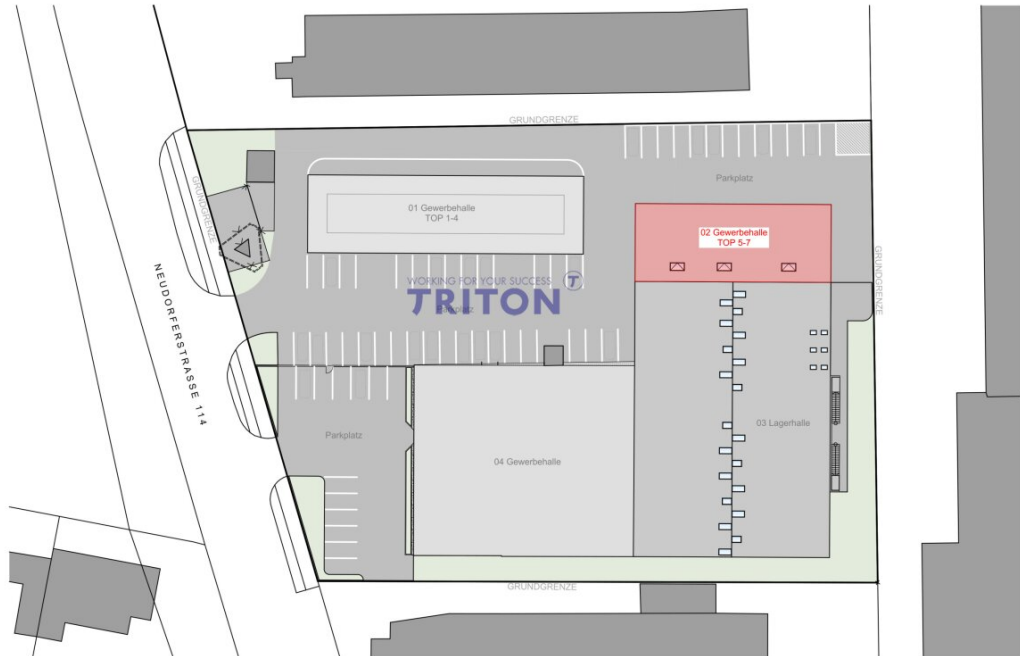 GRUNDGRENZE
GRUNDGRENZE
Parkplatz
01 Gewerbehalle
TOP 1-4
02 Gewerbehalle
TOP 5-7
GRUNDGRENZE
NEUDORFERSTRASSE 114
WORKING FOR YOUR SUCCESS
T
TRITON
Parkplatz
03 Lagerhalle
Parkplatz
04 Gewerbehalle
GRUNDGRENZE